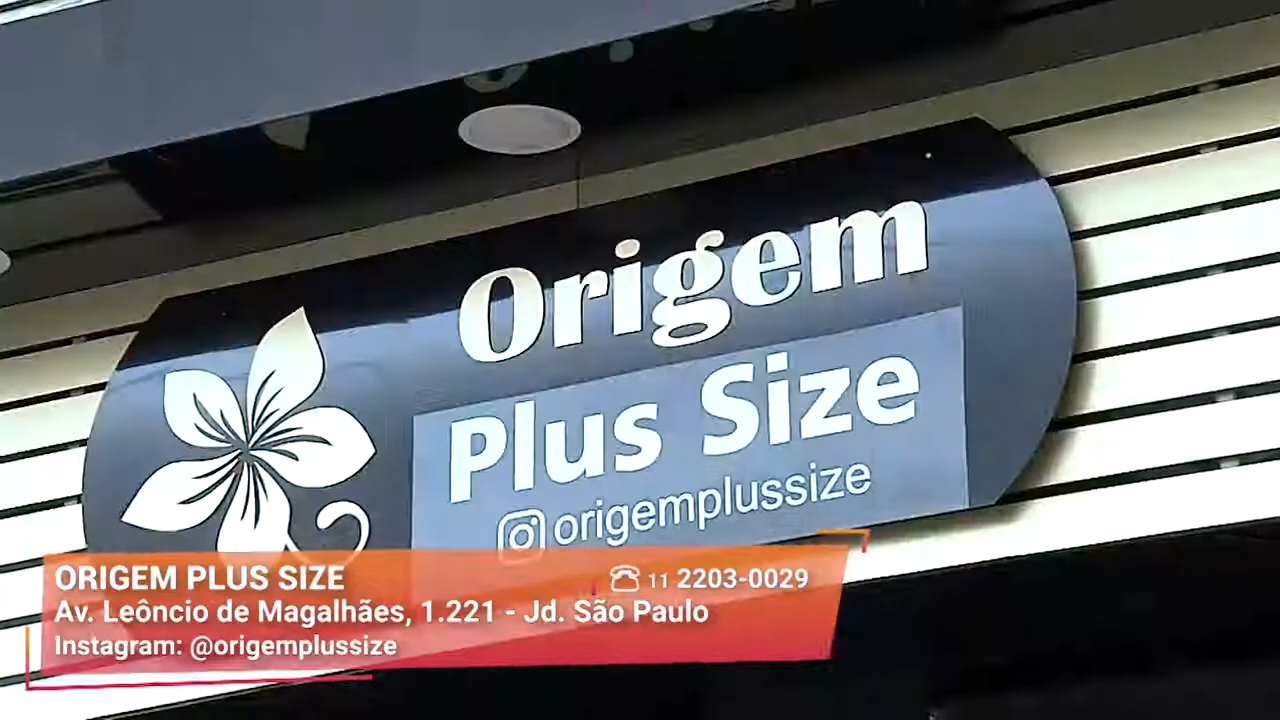 Origem
Plus Size
origemplussize
ORIGEM PLUS SIZE
11 2203-0029
Av. Leôncio de Magalhães, 1.221 - Jd. São Paulo
Instagram: @origemplussize